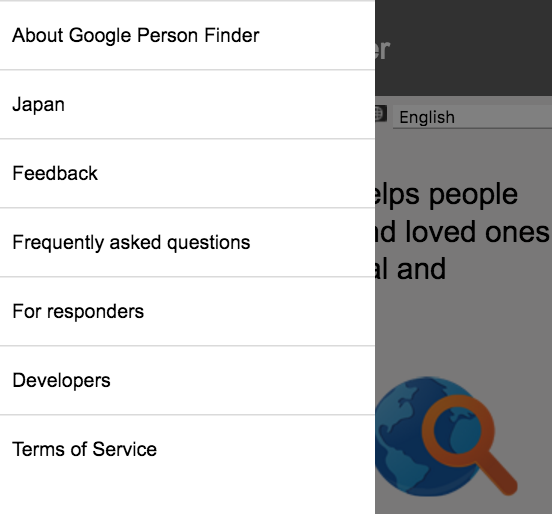 About Google Person Finder
Japan
Feedback
Frequently asked questions
For responders
Developers
Terms of Service
er
English
elps people
nd loved ones
al and